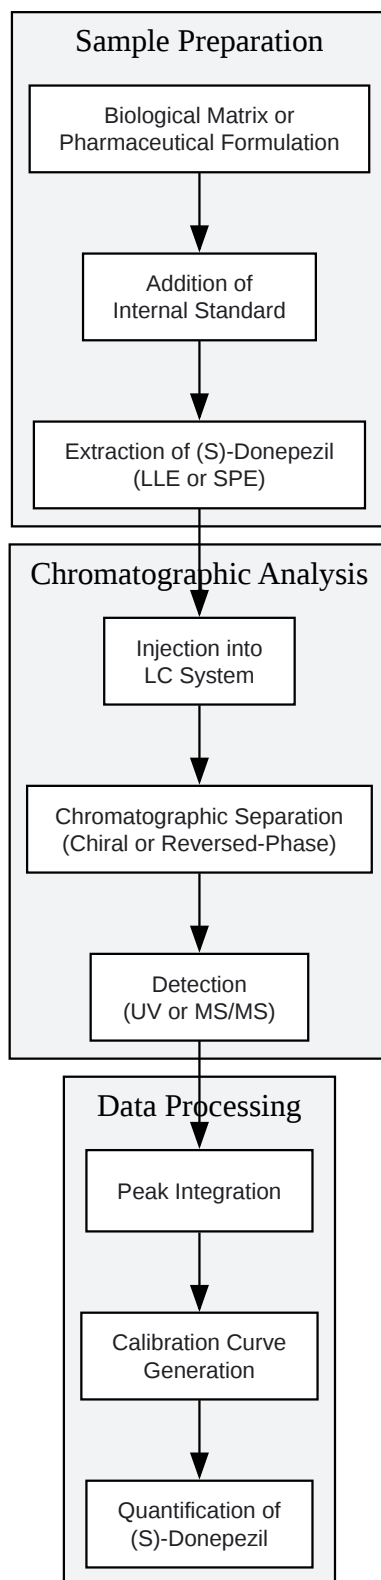 Sample Preparation
Biological Matrix or
Pharmaceutical Formulation
Addition of
Internal Standard
Extraction of (S)-Donepezil
(LLE or SPE)
Chromatographic Analysis
Injection into
LC System
Chromatographic Separation
(Chiral or Reversed-Phase)
Detection
(UV or MS/MS)
Data Processing
Peak Integration
Calibration Curve
Generation
Quantification of
(S)-Donepezil